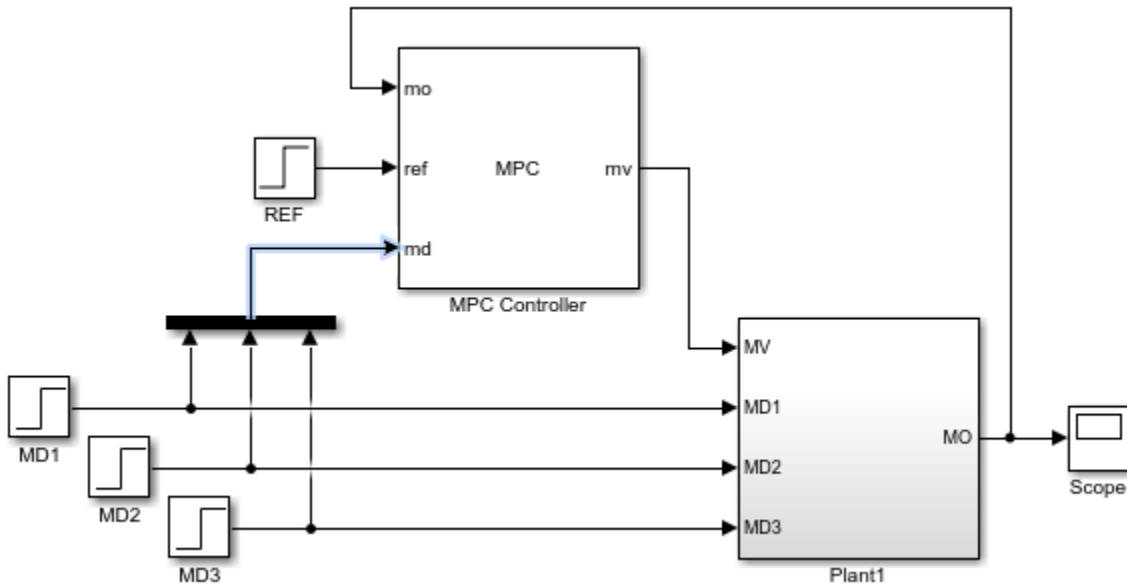 mo
ref
MPC
mv
REF
md
MPC Controller
MV
MD1
MD1
MO
MD2
Scope
MD2
MD3
MD3
Plant1